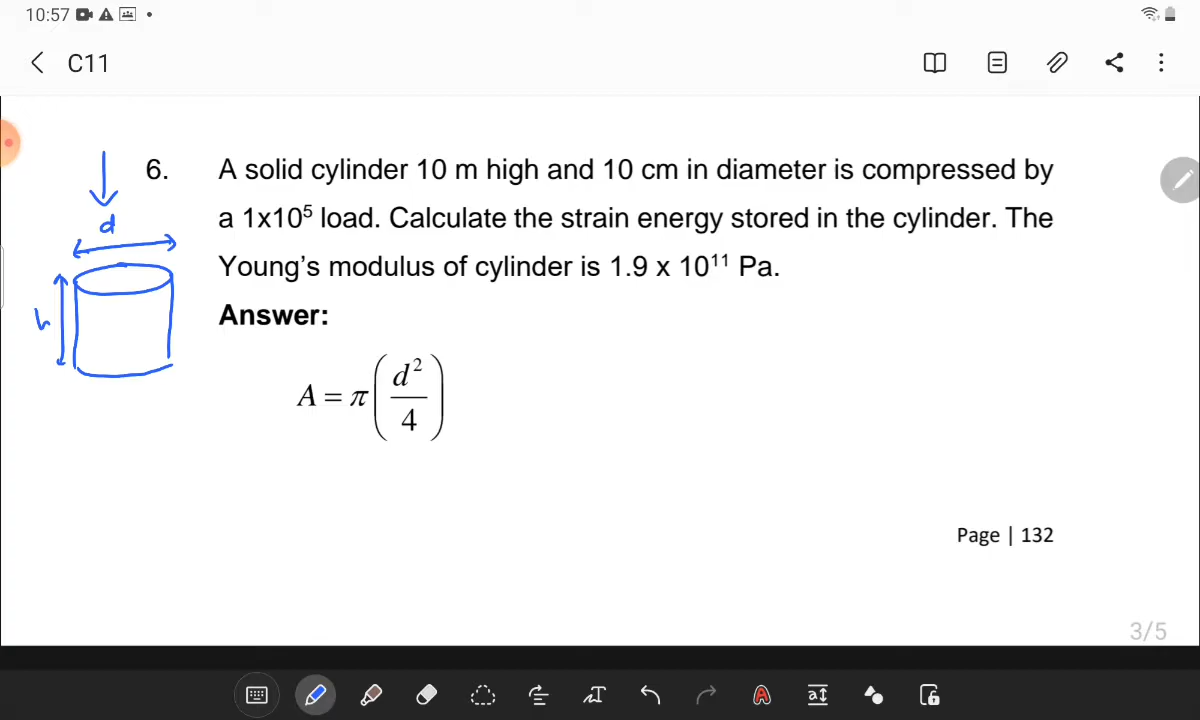 10:57
C11
6. A solid cylinder 10 m high and 10 cm in diameter is compressed by
a 1x10⁵ load. Calculate the strain energy stored in the cylinder. The
Young's modulus of cylinder is 1.9 x 10¹¹ Pa.
Answer:
d
h
A = π(d²/4)
Page | 132
3/5